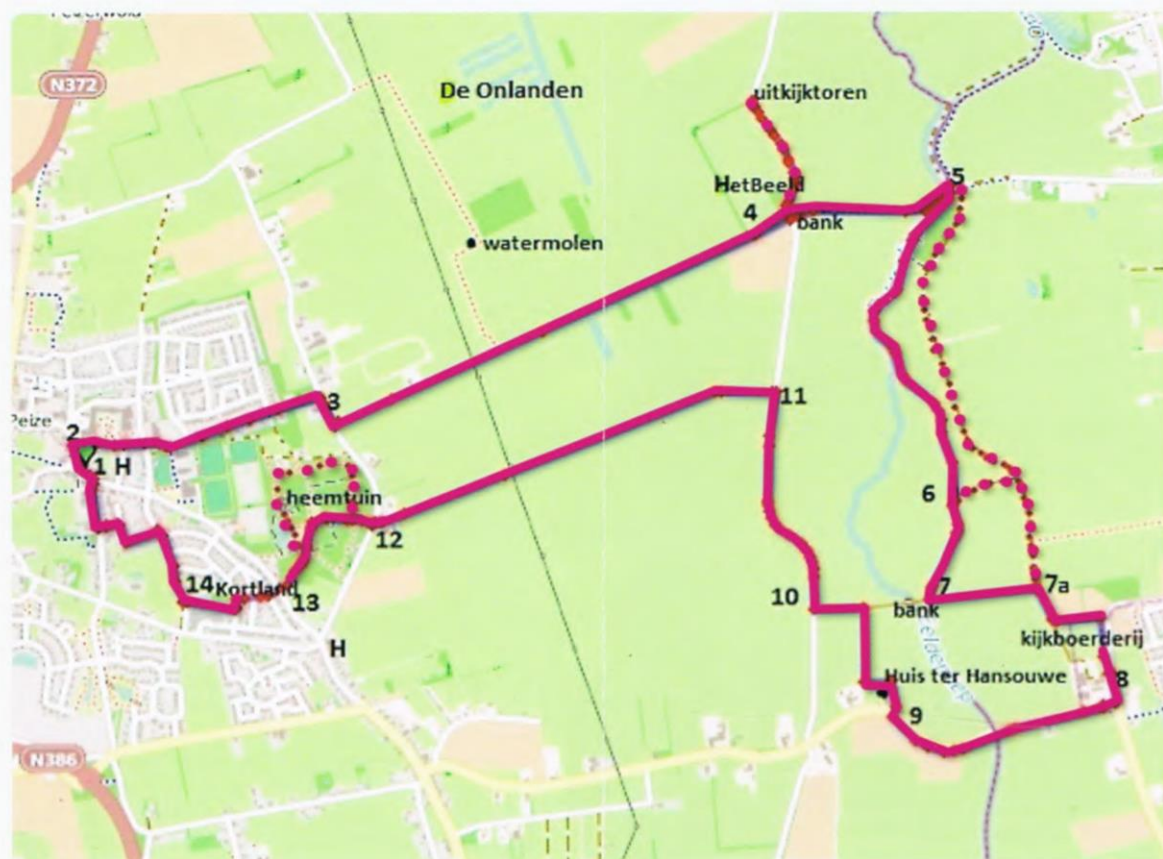 N372
De Onlanden
uitkijktoren
HetBeeld
5
4
bank
watermolen
3
11
Peize
2
1 H
heemtuin
6
12
14 Kortland
13
10
7
7a
bank
kijkboerderij
H
Huis ter Hansouwe
8
9
N386